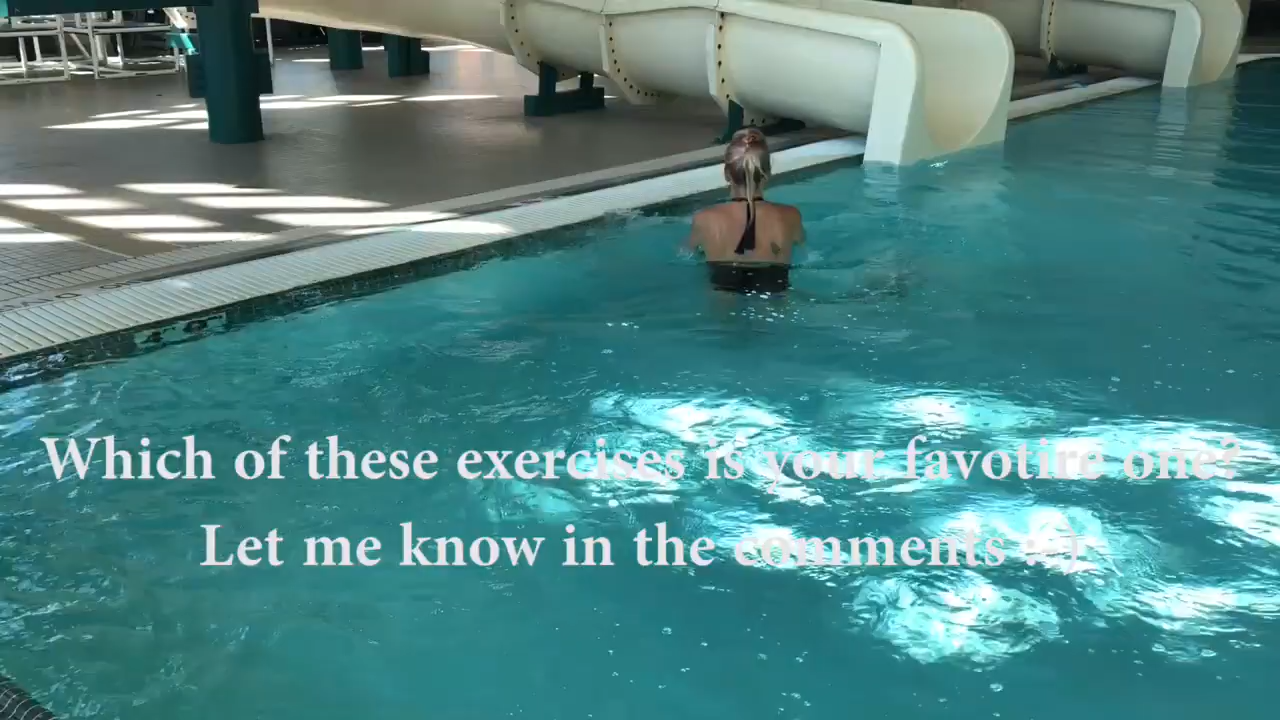 Which of these exercises is your favotire one?
Let me know in the comments :-)